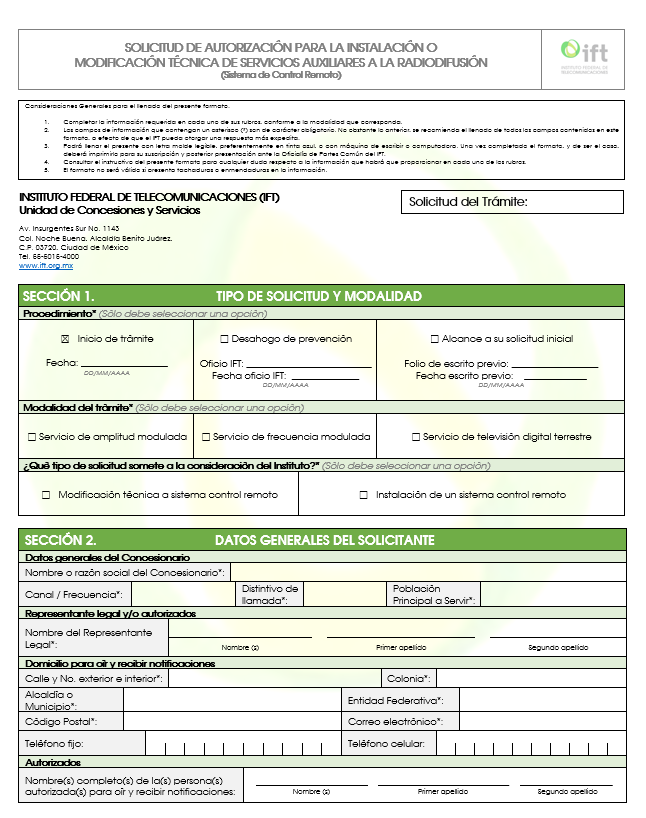 SOLICITUD DE AUTORIZACIÓN PARA LA INSTALACIÓN O
MODIFICACIÓN TÉCNICA DE SERVICIOS AUXILIARES A LA RADIODIFUSIÓN
(Sistema de Control Remoto)
ift
INSTITUTO FEDERAL DE
TELECOMUNICACIONES
Consideraciones Generales para el llenado del presente formato.
1. Completar la información requerida en cada uno de sus rubros, conforme a la modalidad que corresponda.
2. Los campos de información que contengan un asterisco (*) son de carácter obligatorio. No obstante lo anterior, se recomienda el llenado de todos los campos contenidos en este
formato, a efecto de que el IFT pueda otorgar una respuesta más expedita.
3. Podrá llenar el presente con letra molde legible, preferentemente en tinta azul, o con máquina de escribir o computadora. Una vez completado el formato, y de ser el caso,
deberá imprimirlo para su suscripción y posterior presentación ante la Oficialía de Partes Común del IFT.
4. Consultar el instructivo del presente formato para cualquier duda respecto a la información que habrá que proporcionar en cada uno de los rubros.
5. El formato no será válido si presenta tachaduras o enmendaduras en la información.
INSTITUTO FEDERAL DE TELECOMUNICACIONES (IFT)
Unidad de Concesiones y Servicios
Solicitud del Trámite:
Av. Insurgentes Sur No. 1143
Col. Noche Buena, Alcaldía Benito Juárez.
C.P. 03720, Ciudad de México
Tel. 55-5015-4000
www.ift.org.mx
SECCIÓN 1. TIPO DE SOLICITUD Y MODALIDAD
Procedimiento* (Sólo debe seleccionar una opción)
☒ Inicio de trámite ☐ Desahogo de prevención ☐ Alcance a su solicitud inicial
Fecha: Oficio IFT: Folio de escrito previo:
DD/MM/AAAA Fecha oficio IFT: Fecha escrito previo:
DD/MM/AAAA DD/MM/AAAA
Modalidad del trámite* (Sólo debe seleccionar una opción)
☐ Servicio de amplitud modulada ☐ Servicio de frecuencia modulada ☐ Servicio de televisión digital terrestre
¿Qué tipo de solicitud somete a la consideración del Instituto?* (Sólo debe seleccionar una opción)
☐ Modificación técnica a sistema control remoto ☐ Instalación de un sistema control remoto
SECCIÓN 2. DATOS GENERALES DEL SOLICITANTE
Datos generales del Concesionario
Nombre o razón social del Concesionario*:
Canal / Frecuencia*: Distintivo de llamada*: Población Principal a Servir*:
Representante legal y/o autorizados
Nombre del Representante
Legal*: Nombre (s) Primer apellido Segundo apellido
Domicilio para oír y recibir notificaciones
Calle y No. exterior e interior*: Colonia*:
Alcaldía o
Municipio*: Entidad Federativa*:
Código Postal*: Correo electrónico*:
Teléfono fijo: Teléfono celular:
Autorizados
Nombre(s) completo(s) de la(s) persona(s)
autorizada(s) para oír y recibir notificaciones: Nombre (s) Primer apellido Segundo apellido